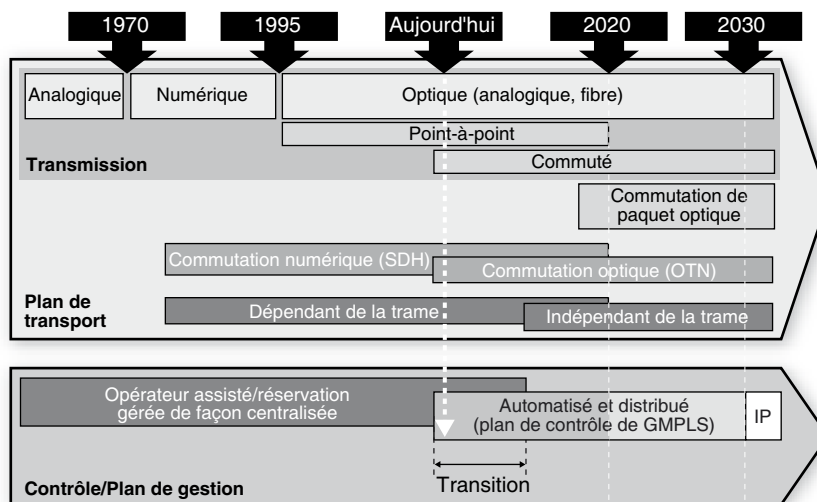 1970 1995 Aujourd'hui 2020 2030
Analogique Numérique Optique (analogique, fibre)
Point-à-point
Transmission Commuté
Commutation de
paquet optique
Commutation numérique (SDH)
Commutation optique (OTN)
Plan de
transport
Dépendant de la trame
Indépendant de la trame
Opérateur assisté/réservation
gérée de façon centralisée
Automatisé et distribué
(plan de contrôle de GMPLS)
IP
Transition
Contrôle/Plan de gestion